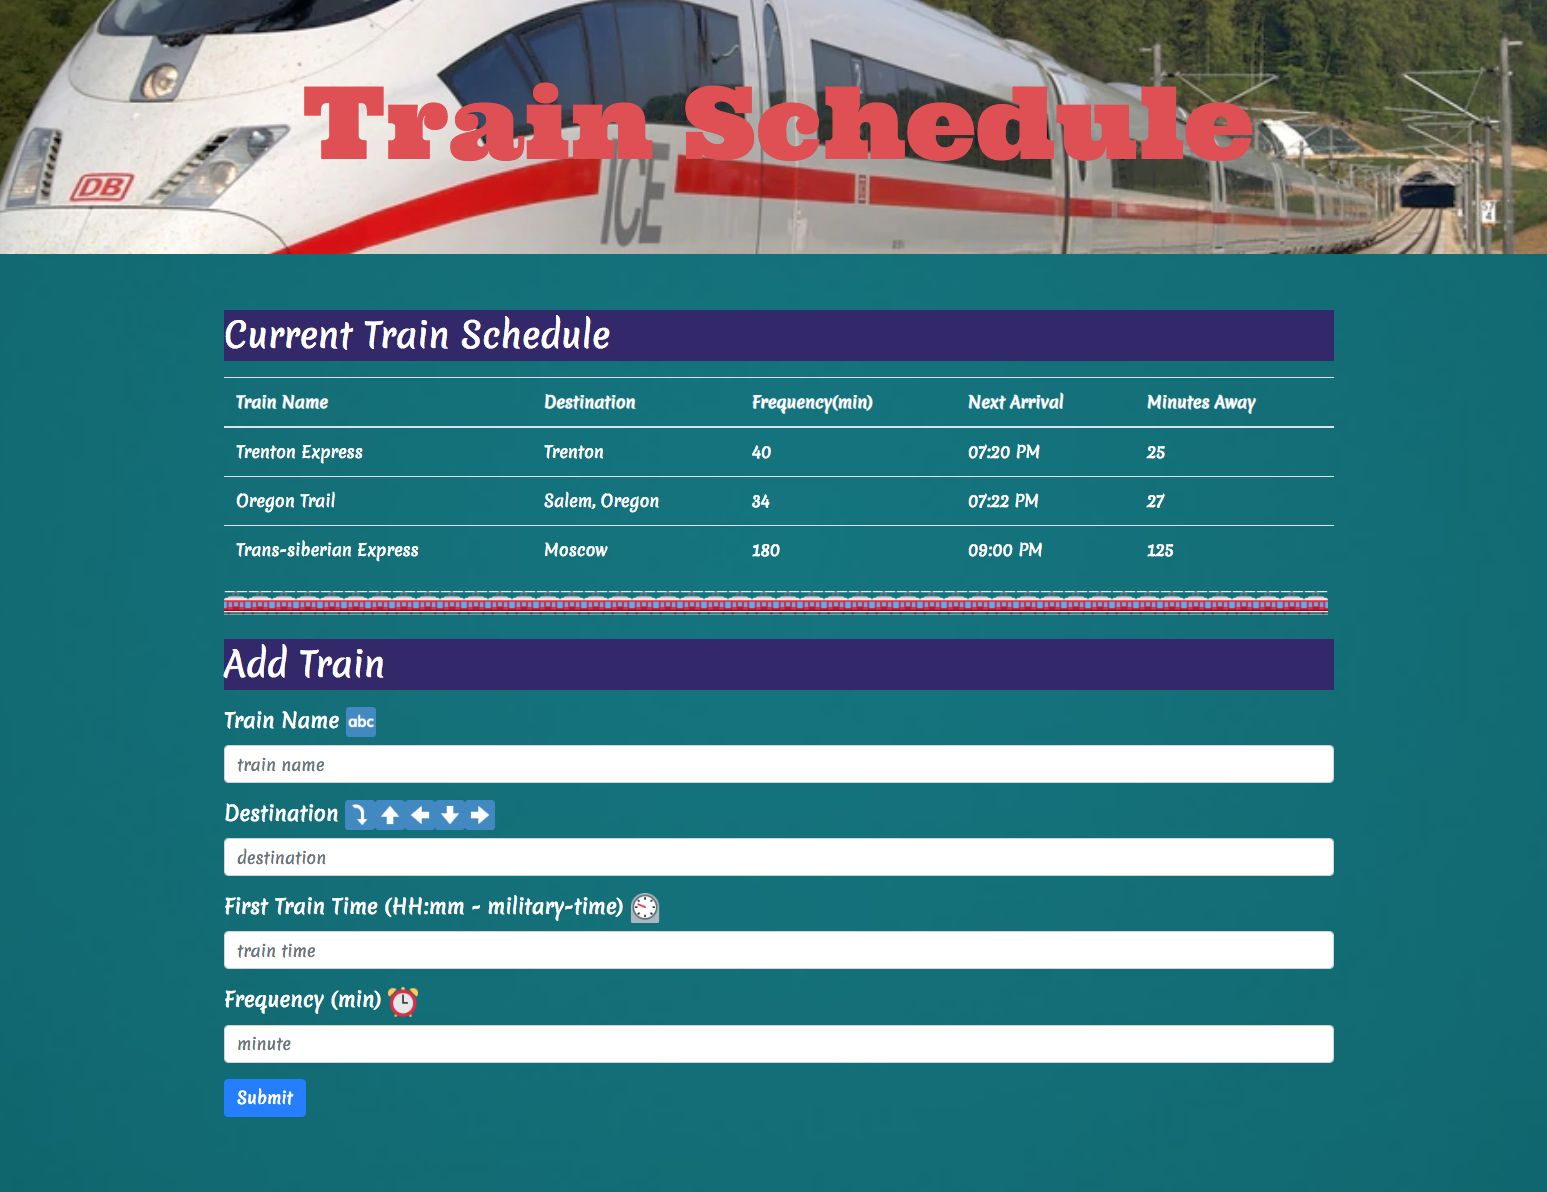 Train Schedule
DB
ICE
Current Train Schedule
Train Name Destination Frequency(min) Next Arrival Minutes Away
Trenton Express Trenton 40 07:20 PM 25
Oregon Trail Salem, Oregon 34 07:22 PM 27
Trans-siberian Express Moscow 180 09:00 PM 125
Add Train
Train Name abc
train name
Destination
destination
First Train Time (HH:mm - military-time)
train time
Frequency (min)
minute
Submit